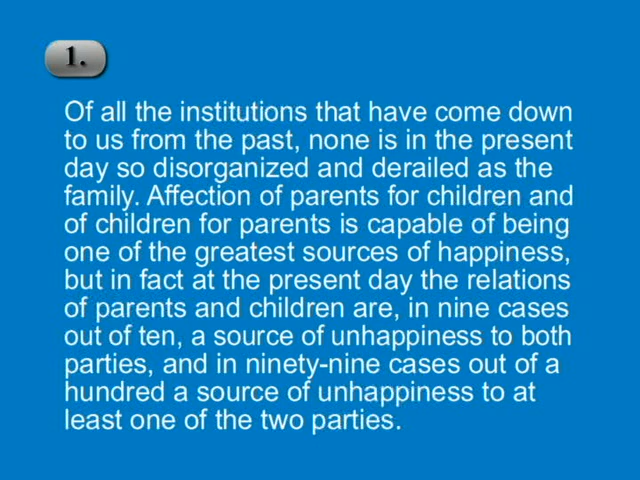 1.
Of all the institutions that have come down
to us from the past, none is in the present
day so disorganized and derailed as the
family. Affection of parents for children and
of children for parents is capable of being
one of the greatest sources of happiness,
but in fact at the present day the relations
of parents and children are, in nine cases
out of ten, a source of unhappiness to both
parties, and in ninety-nine cases out of a
hundred a source of unhappiness to at
least one of the two parties.